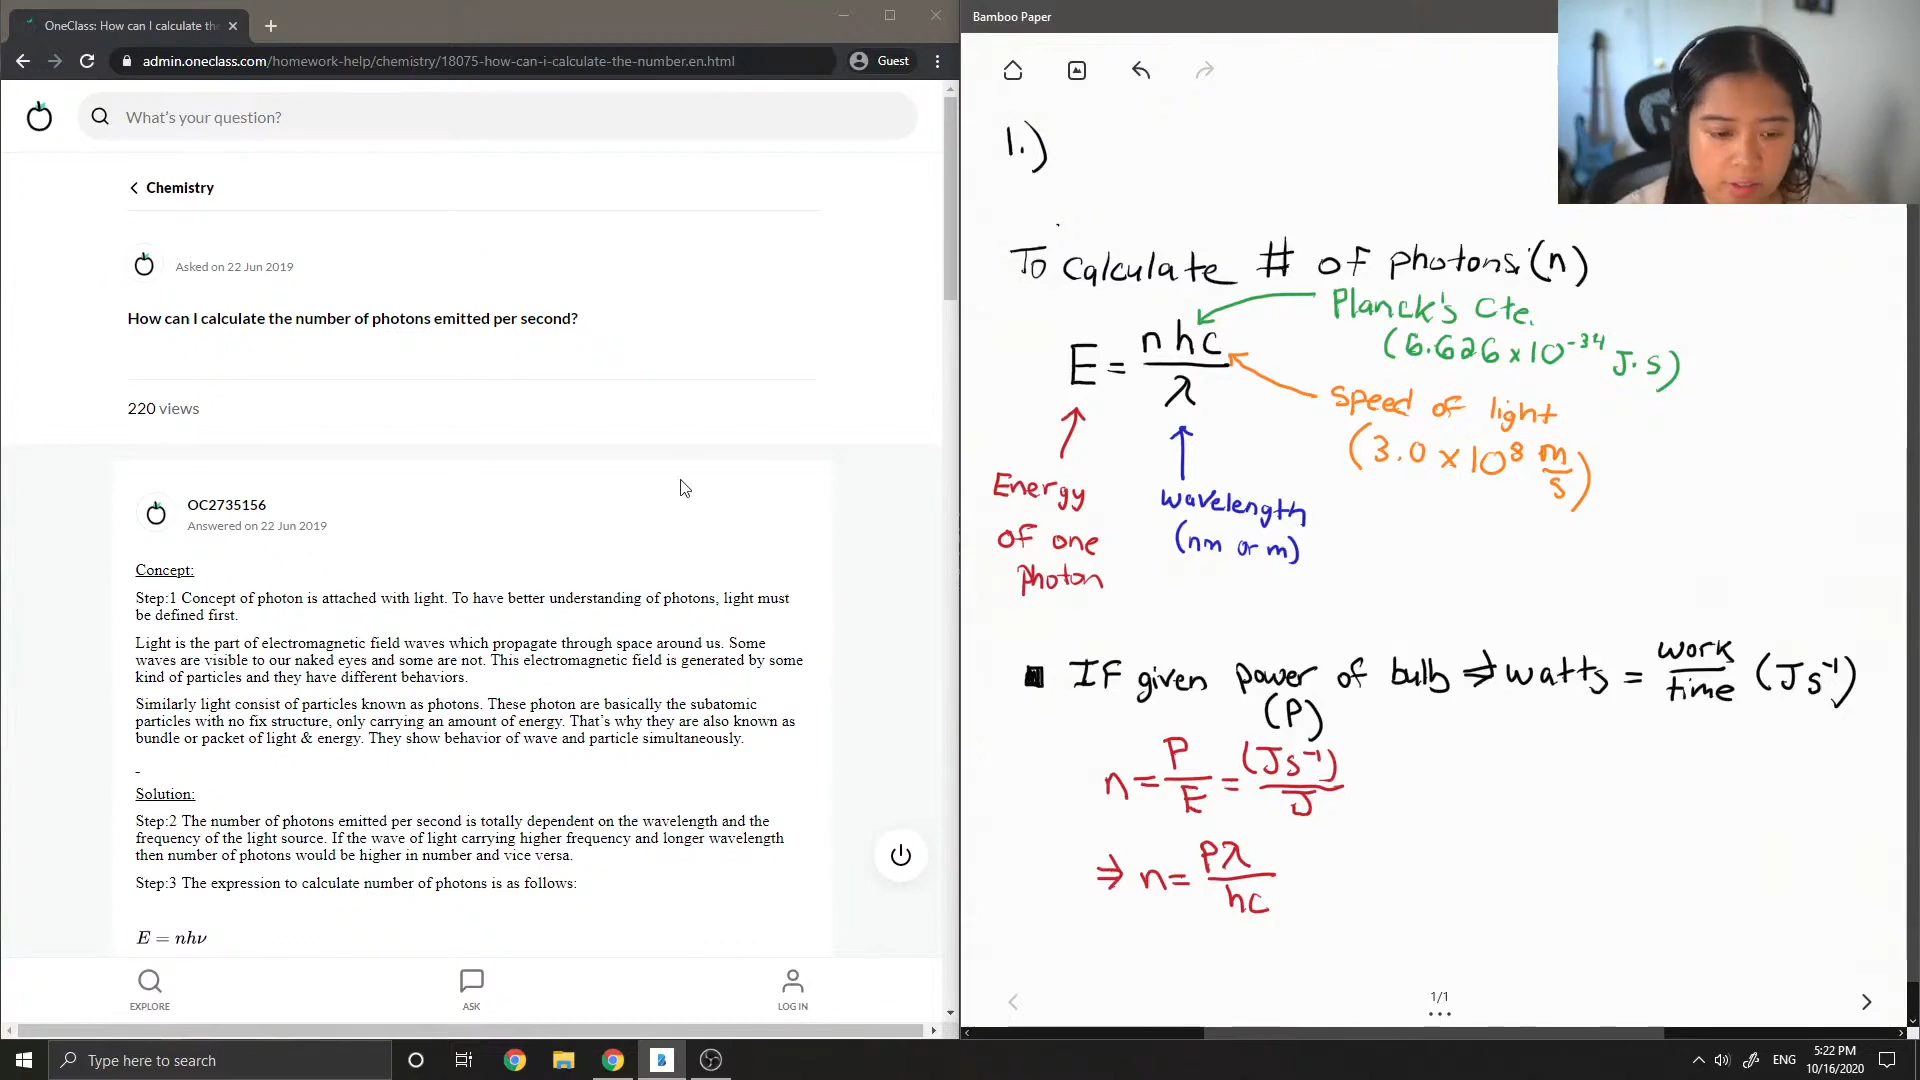 OneClass: How can I calculate the
admin.oneclass.com/homework-help/chemistry/18075-how-can-i-calculate-the-number.en.html
Guest
What's your question?
Chemistry
Asked on 22 Jun 2019
How can I calculate the number of photons emitted per second?
220 views
OC2735156
Answered on 22 Jun 2019
Concept:
Step:1 Concept of photon is attached with light. To have better understanding of photons, light must
be defined first.
Light is the part of electromagnetic field waves which propagate through space around us. Some
waves are visible to our naked eyes and some are not. This electromagnetic field is generated by some
kind of particles and they have different behaviors.
Similarly light consist of particles known as photons. These photon are basically the subatomic
particles with no fix structure, only carrying an amount of energy. That's why they are also known as
bundle or packet of light & energy. They show behavior of wave and particle simultaneously.
-
Solution:
Step:2 The number of photons emitted per second is totally dependent on the wavelength and the
frequency of the light source. If the wave of light carrying higher frequency and longer wavelength
then number of photons would be higher in number and vice versa.
Step:3 The expression to calculate number of photons is as follows:
E = nhν
EXPLORE
ASK
LOG IN
Bamboo Paper
1.)
To calculate # of photons: (n)
Planck's Cte.
(6.626 x 10⁻³⁴ J·s)
E = nhc/λ
speed of light
(3.0 x 10⁸ m/s)
Energy
of one
photon
wavelength
(nm or m)
IF given power of bulb ⇒ watts = work/time (Js⁻¹)
(P)
n = P/E = (Js⁻¹)/J
⇒ n = Pλ/hc
1/1
Type here to search
ENG
5:22 PM
10/16/2020